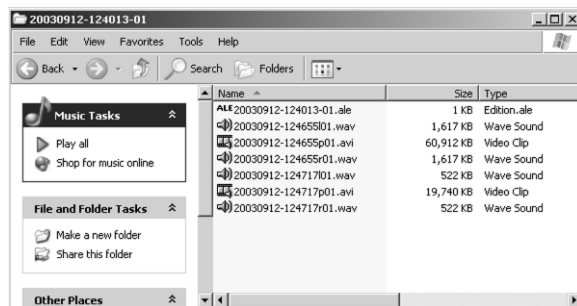 20030912-124013-01
File Edit View Favorites Tools Help
Back Search Folders
Music Tasks
Play all
Shop for music online
File and Folder Tasks
Make a new folder
Share this folder
Other Places
Name Size Type
ALE 20030912-124013-01.ale 1 KB Edition.ale
20030912-124655l01.wav 1,617 KB Wave Sound
20030912-124655p01.avi 60,912 KB Video Clip
20030912-124655r01.wav 1,617 KB Wave Sound
20030912-124717l01.wav 522 KB Wave Sound
20030912-124717p01.avi 19,740 KB Video Clip
20030912-124717r01.wav 522 KB Wave Sound